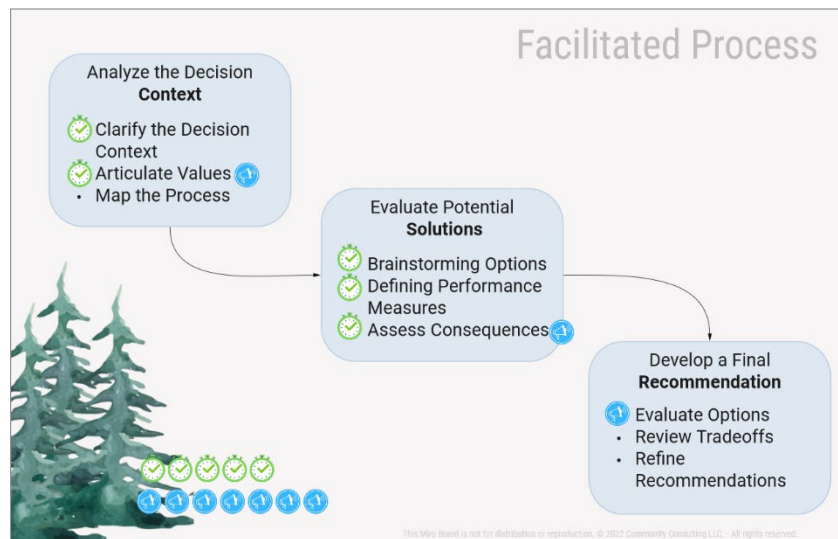 Facilitated Process
Analyze the Decision
Context
Clarify the Decision
Context
Articulate Values
• Map the Process
Evaluate Potential
Solutions
Brainstorming Options
Defining Performance
Measures
Assess Consequences
Develop a Final
Recommendation
Evaluate Options
• Review Tradeoffs
• Refine
Recommendations
This Miro Board is not for distribution or reproduction. © 2022 Community Consulting LLC – All rights reserved.